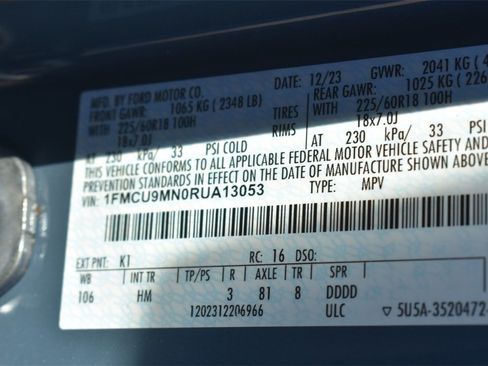 MFD. BY FORD MOTOR CO. DATE: 12/23 GVWR: 2041 KG ( 4
FRONT GAWR: 1065 KG ( 2348 LB) REAR GAWR: 1025 KG ( 226
WITH 225/60R18 100H TIRES WITH 225/60R18 100H
18x7.0J RIMS 18x7.0J
AT 230 kPa/ 33 PSI COLD AT 230 kPa/ 33 PSI
THIS VEHICLE CONFORMS TO ALL APPLICABLE FEDERAL MOTOR VEHICLE SAFETY AN
PREVENTION STANDARDS IN EFFECT ON THE DATE OF MANUFACTURE SHOWN ABOVE
VIN: 1FMCU9MN0RUA13053 TYPE: MPV
EXT PNT: K1 RC: 16 DSO:
WB INT TR TP/PS R AXLE TR SPR
106 HM 3 81 8 DDDD
1202312206966 ULC ▽ 5U5A-3520472-